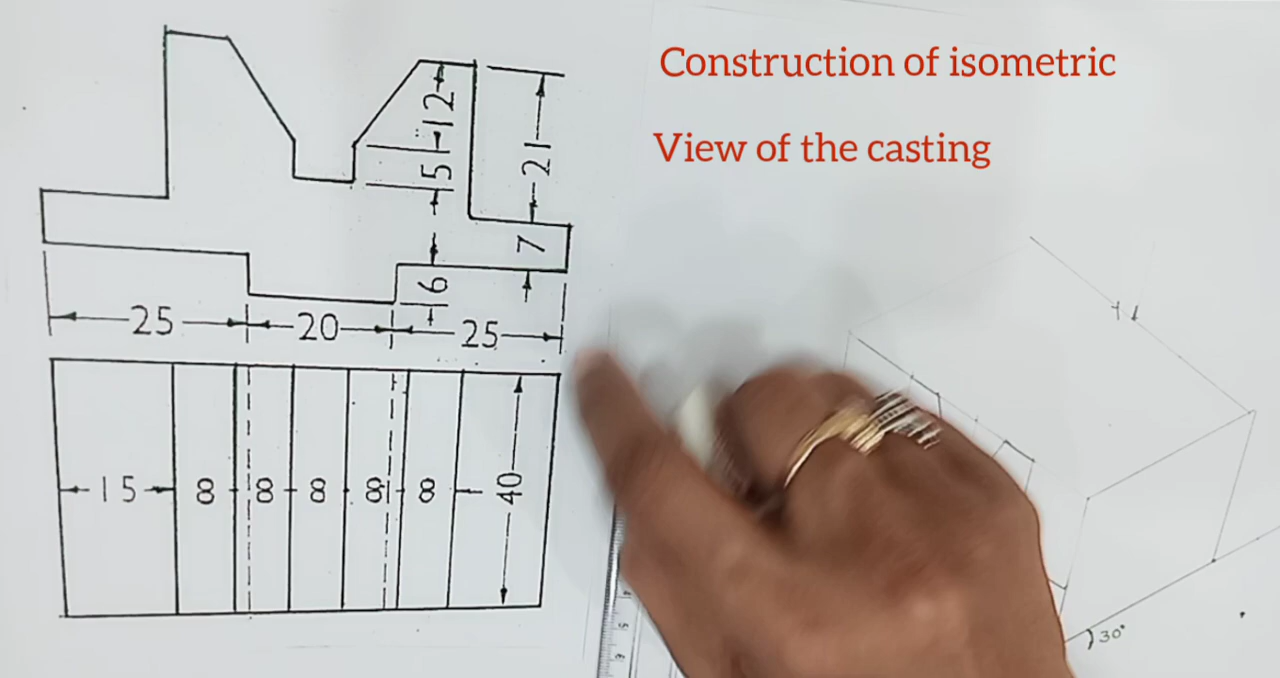 Construction of isometric
View of the casting
12
5
21
7
6
25 20 25
15 8 8 8 8 8 40
30°